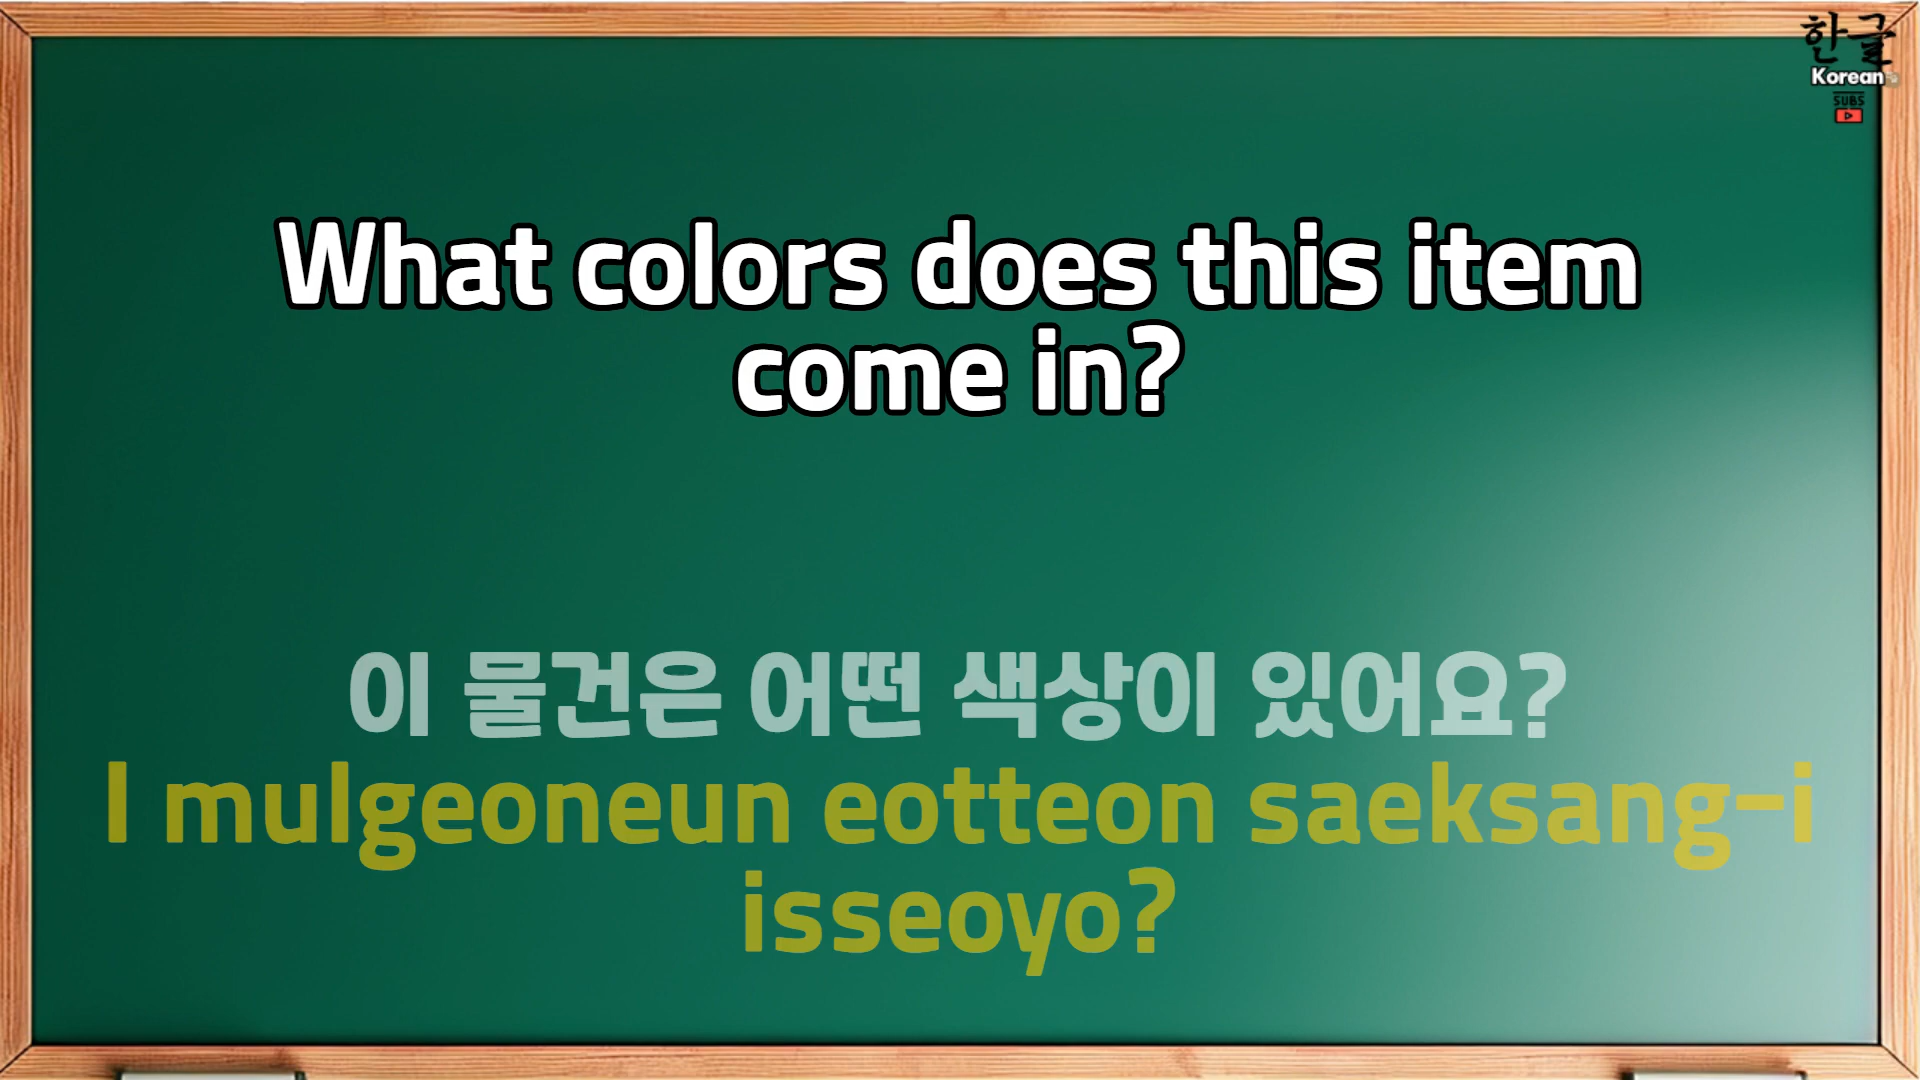 한글
Korean
SUBS
What colors does this item
come in?
이 물건은 어떤 색상이 있어요?
I mulgeoneun eotteon saeksang-i
isseoyo?